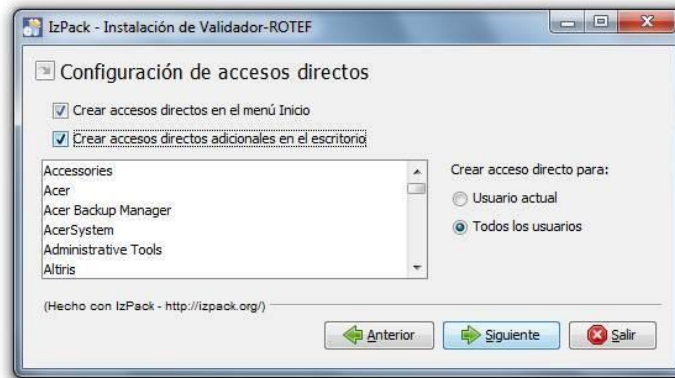 IzPack - Instalación de Validador-ROTEF
Configuración de accesos directos
Crear accesos directos en el menú Inicio
Crear accesos directos adicionales en el escritorio
Accessories
Acer
Acer Backup Manager
AcerSystem
Administrative Tools
Altiris
Crear acceso directo para:
Usuario actual
Todos los usuarios
(Hecho con IzPack - http://izpack.org/)
Anterior
Siguiente
Salir